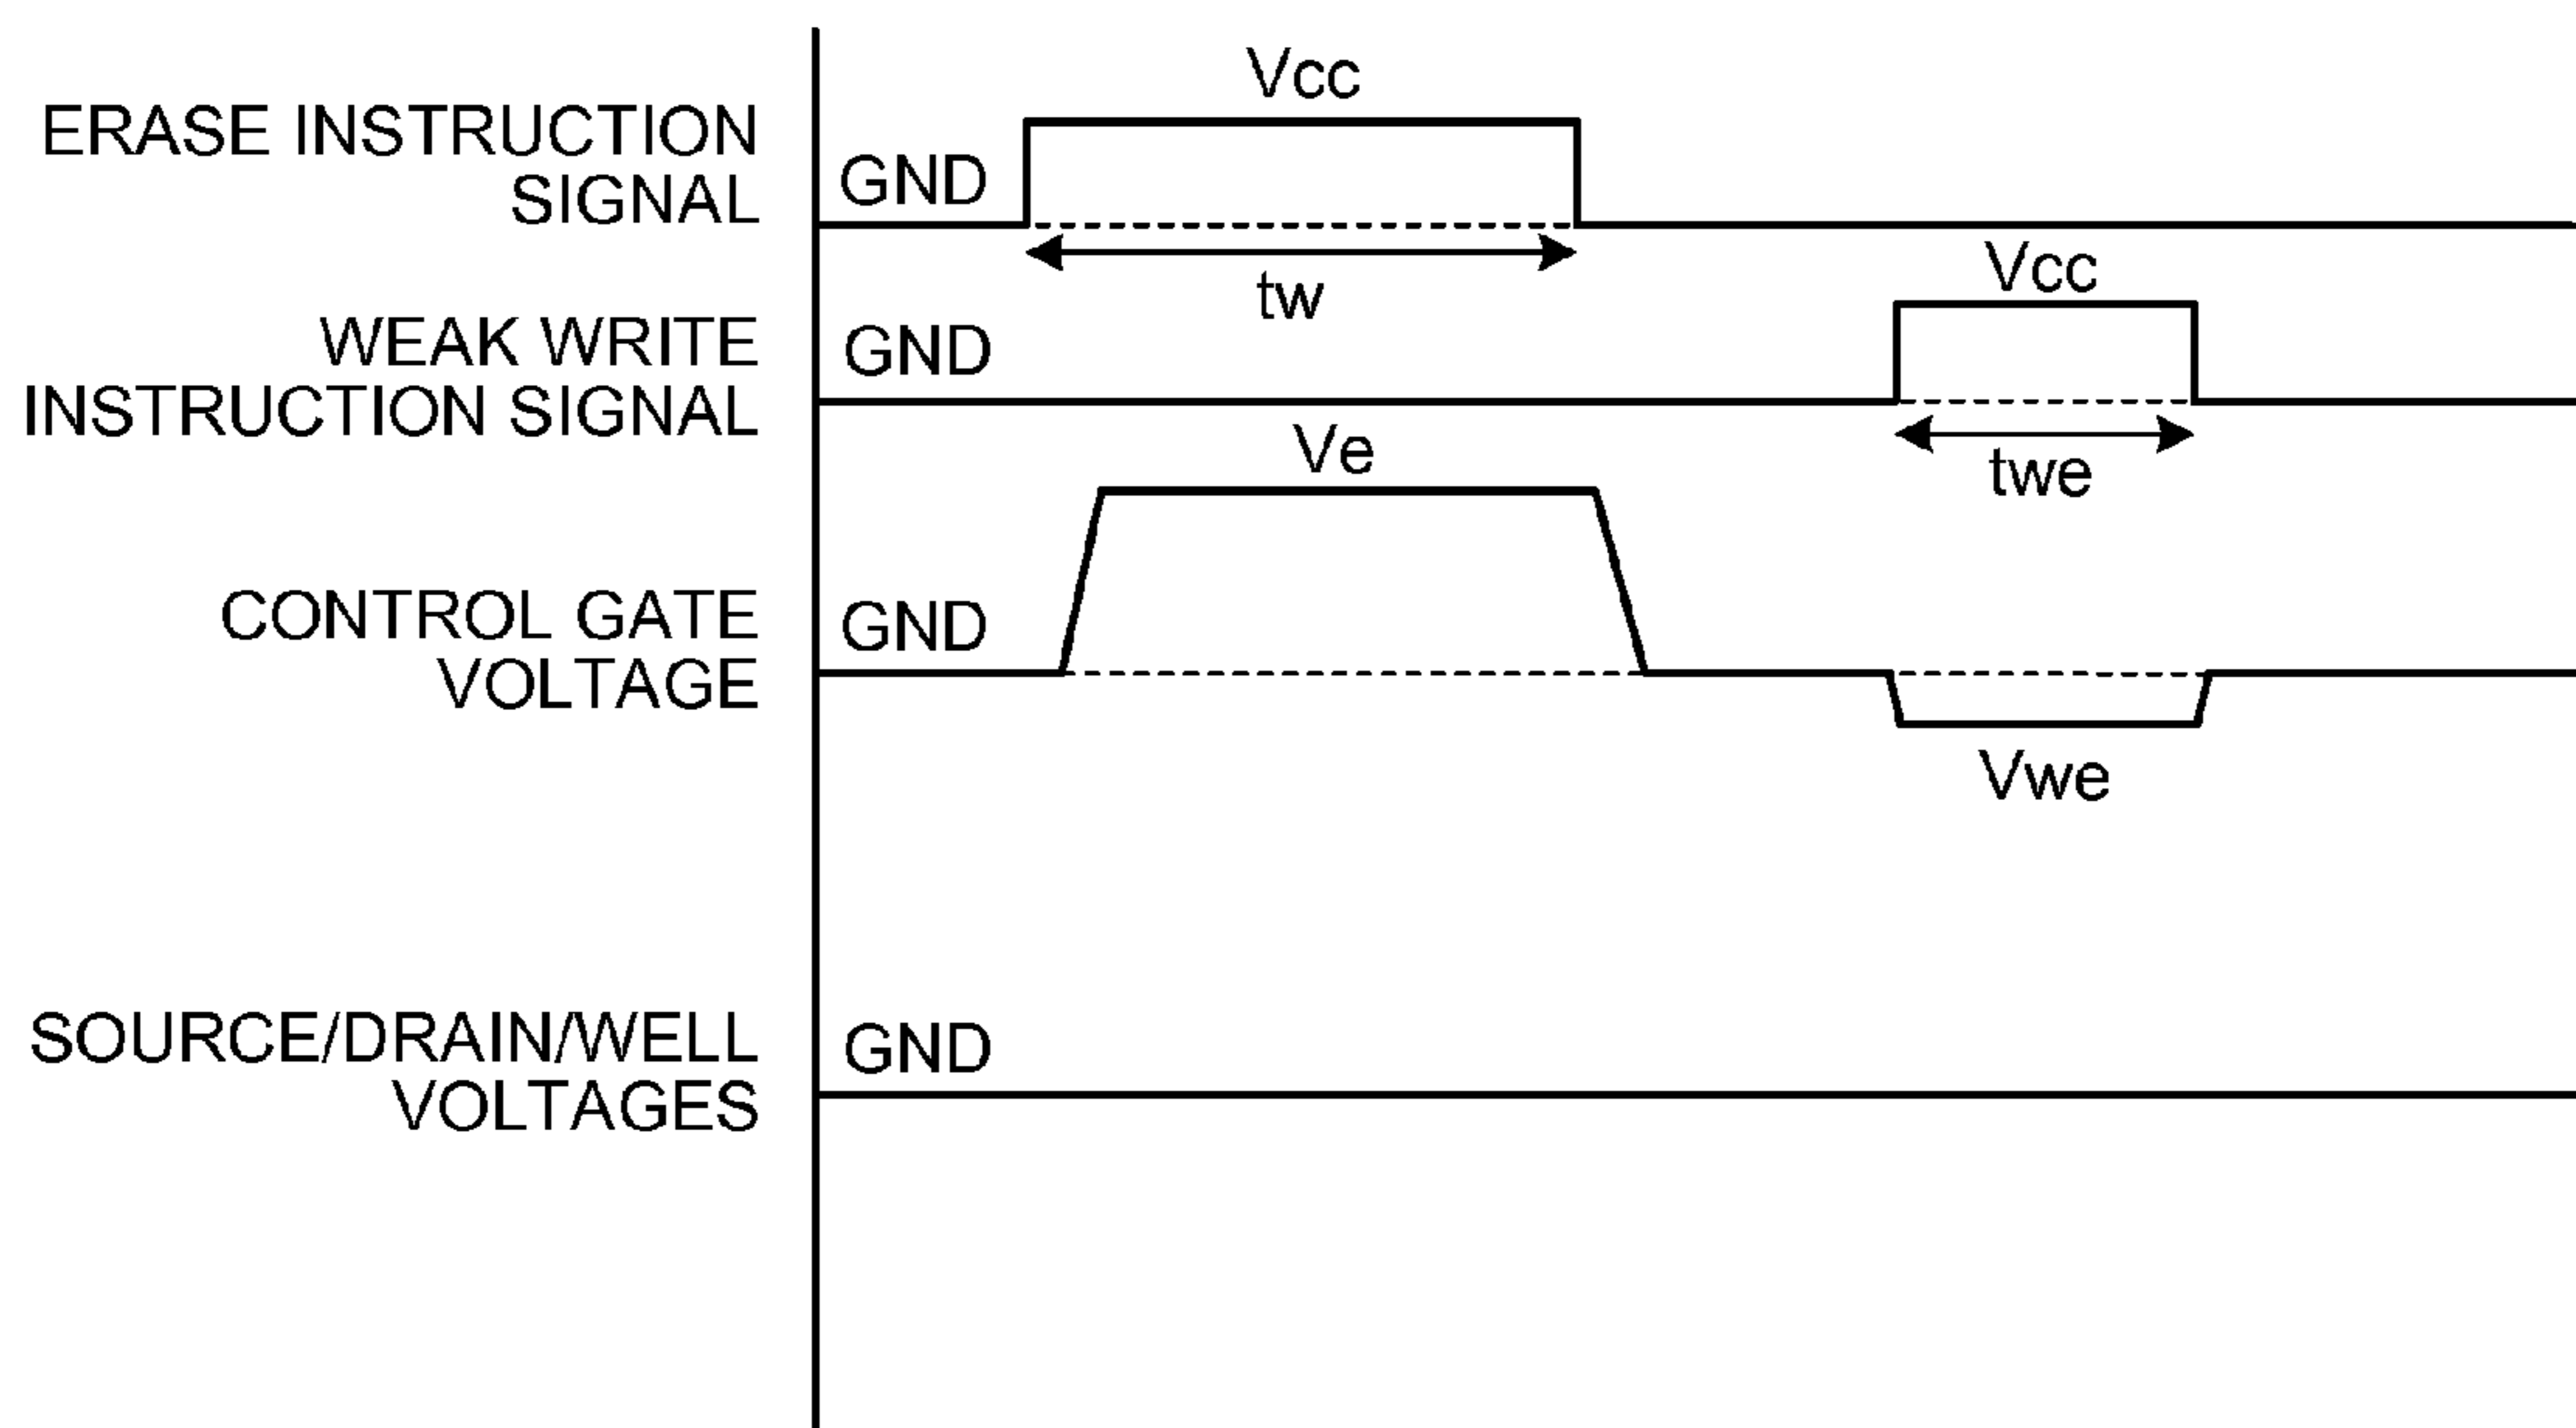 Vcc
ERASE INSTRUCTION
SIGNAL
GND
tw
Vcc
WEAK WRITE
INSTRUCTION SIGNAL
GND
twe
Ve
CONTROL GATE
VOLTAGE
GND
Vwe
SOURCE/DRAIN/WELL
VOLTAGES
GND